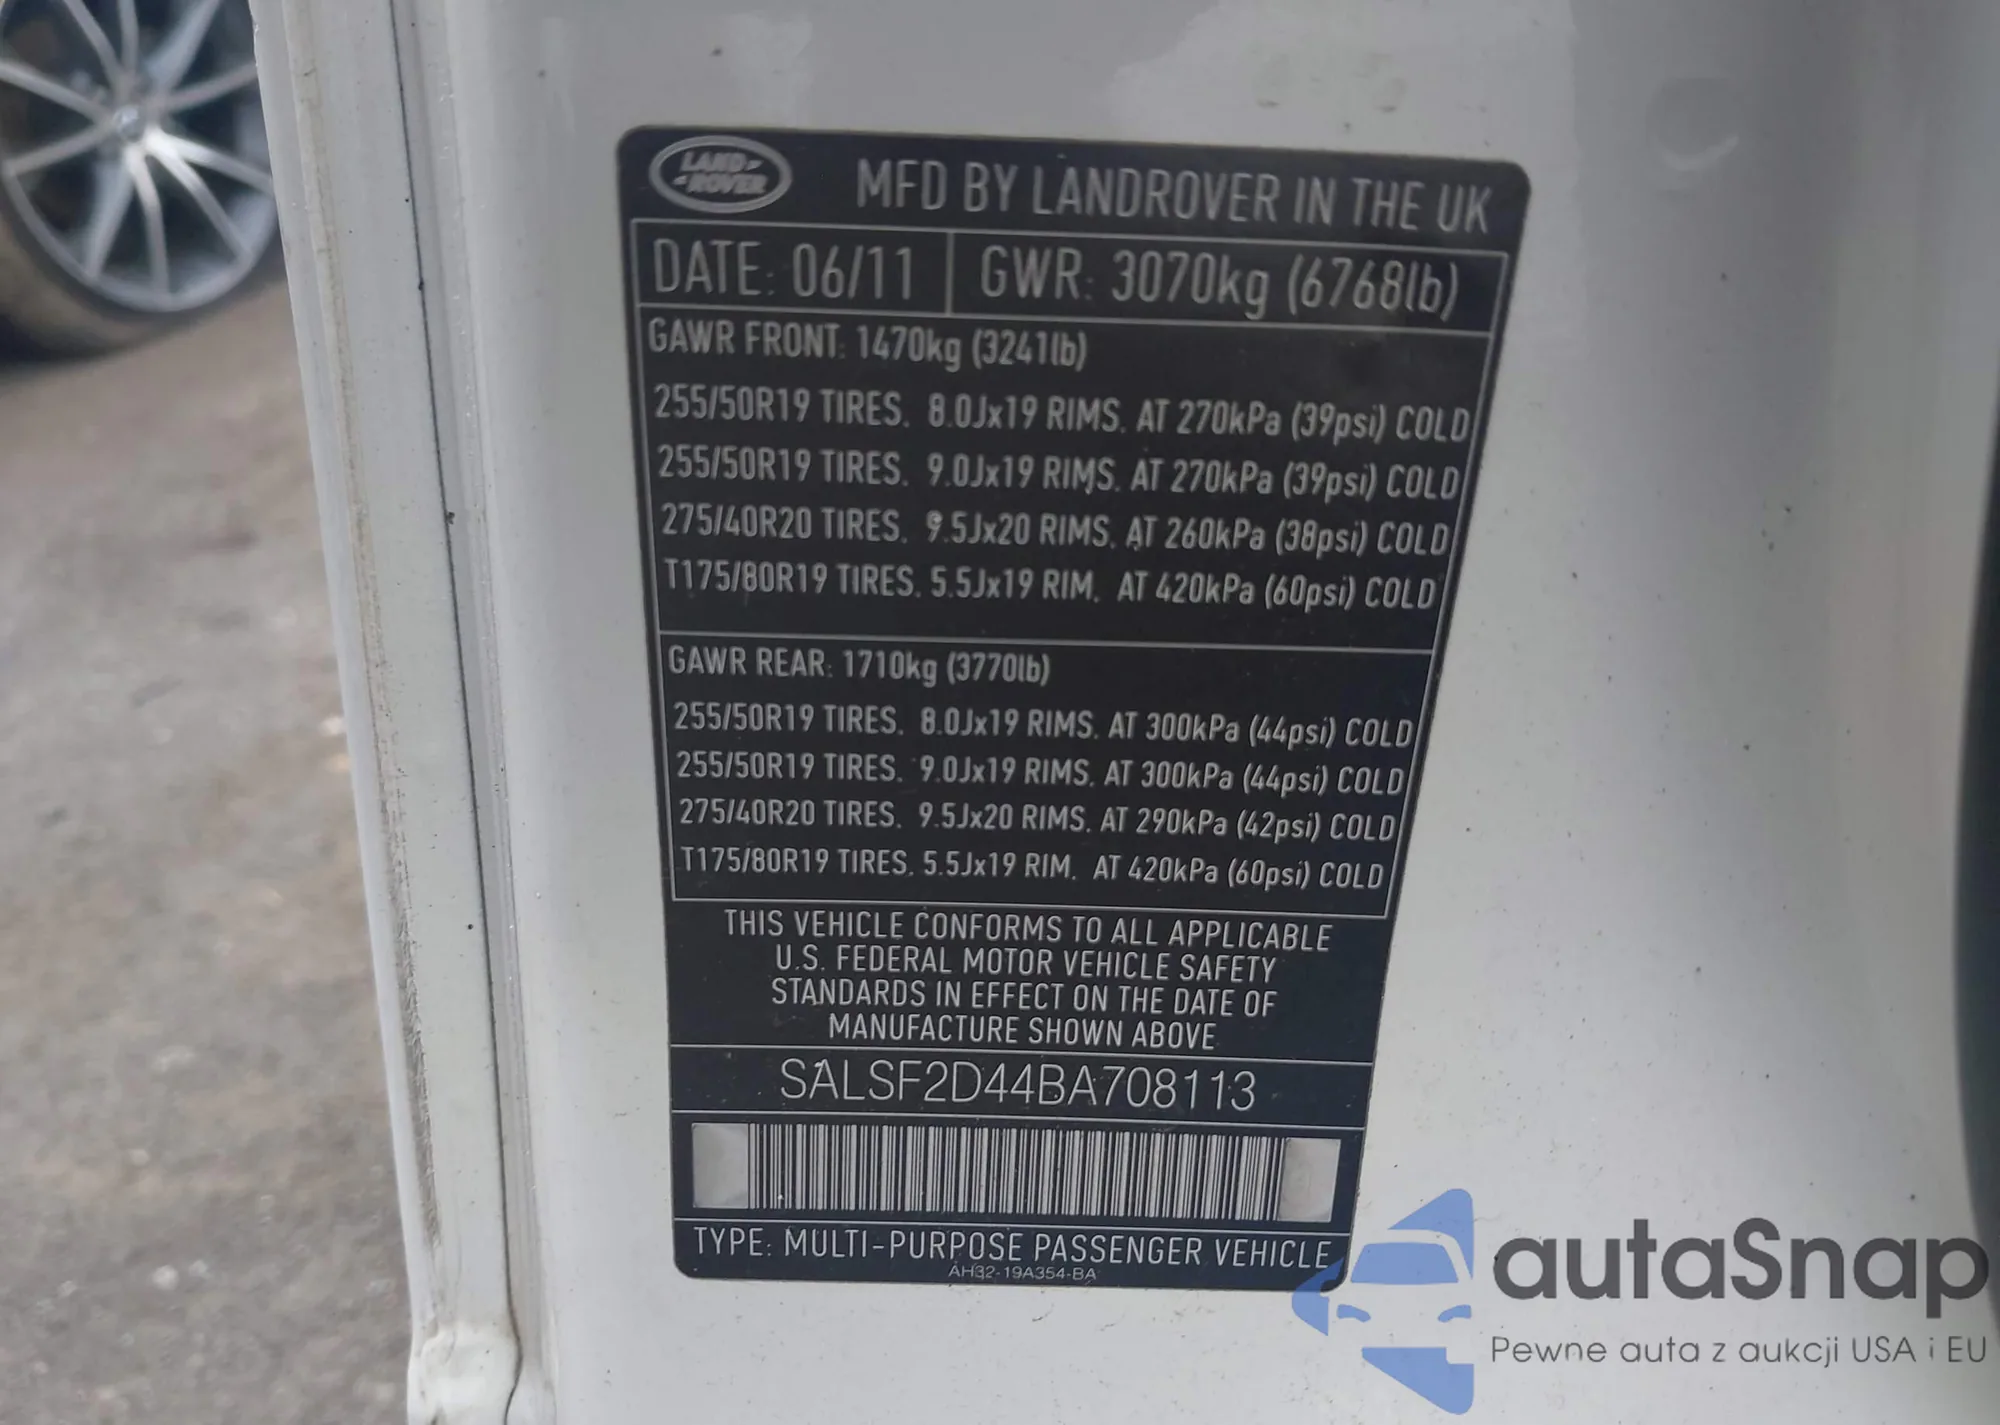 LAND ROVER
MFD BY LANDROVER IN THE UK
DATE: 06/11 GWR: 3070kg (6768lb)
GAWR FRONT: 1470kg (3241lb)
255/50R19 TIRES. 8.0Jx19 RIMS. AT 270kPa (39psi) COLD
255/50R19 TIRES. 9.0Jx19 RIMS. AT 270kPa (39psi) COLD
275/40R20 TIRES. 9.5Jx20 RIMS. AT 260kPa (38psi) COLD
T175/80R19 TIRES. 5.5Jx19 RIM. AT 420kPa (60psi) COLD
GAWR REAR: 1710kg (3770lb)
255/50R19 TIRES. 8.0Jx19 RIMS. AT 300kPa (44psi) COLD
255/50R19 TIRES. 9.0Jx19 RIMS. AT 300kPa (44psi) COLD
275/40R20 TIRES. 9.5Jx20 RIMS. AT 290kPa (42psi) COLD
T175/80R19 TIRES. 5.5Jx19 RIM. AT 420kPa (60psi) COLD
THIS VEHICLE CONFORMS TO ALL APPLICABLE
U.S. FEDERAL MOTOR VEHICLE SAFETY
STANDARDS IN EFFECT ON THE DATE OF
MANUFACTURE SHOWN ABOVE
SALSF2D44BA708113
TYPE: MULTI-PURPOSE PASSENGER VEHICLE
AH32-19A354-BA
autaSnap
Pewne auta z aukcji USA i EU